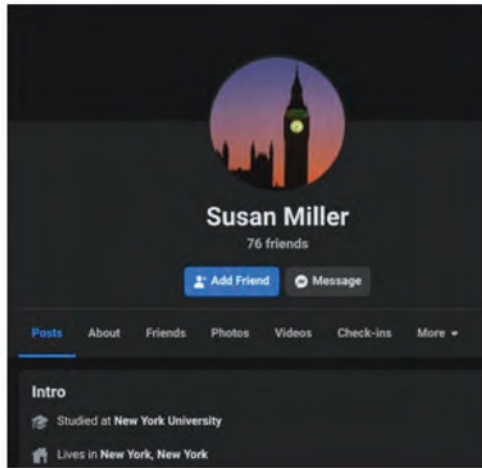 Susan Miller
76 friends
Add Friend Message
Posts About Friends Photos Videos Check-ins More
Intro
Studied at New York University
Lives in New York, New York